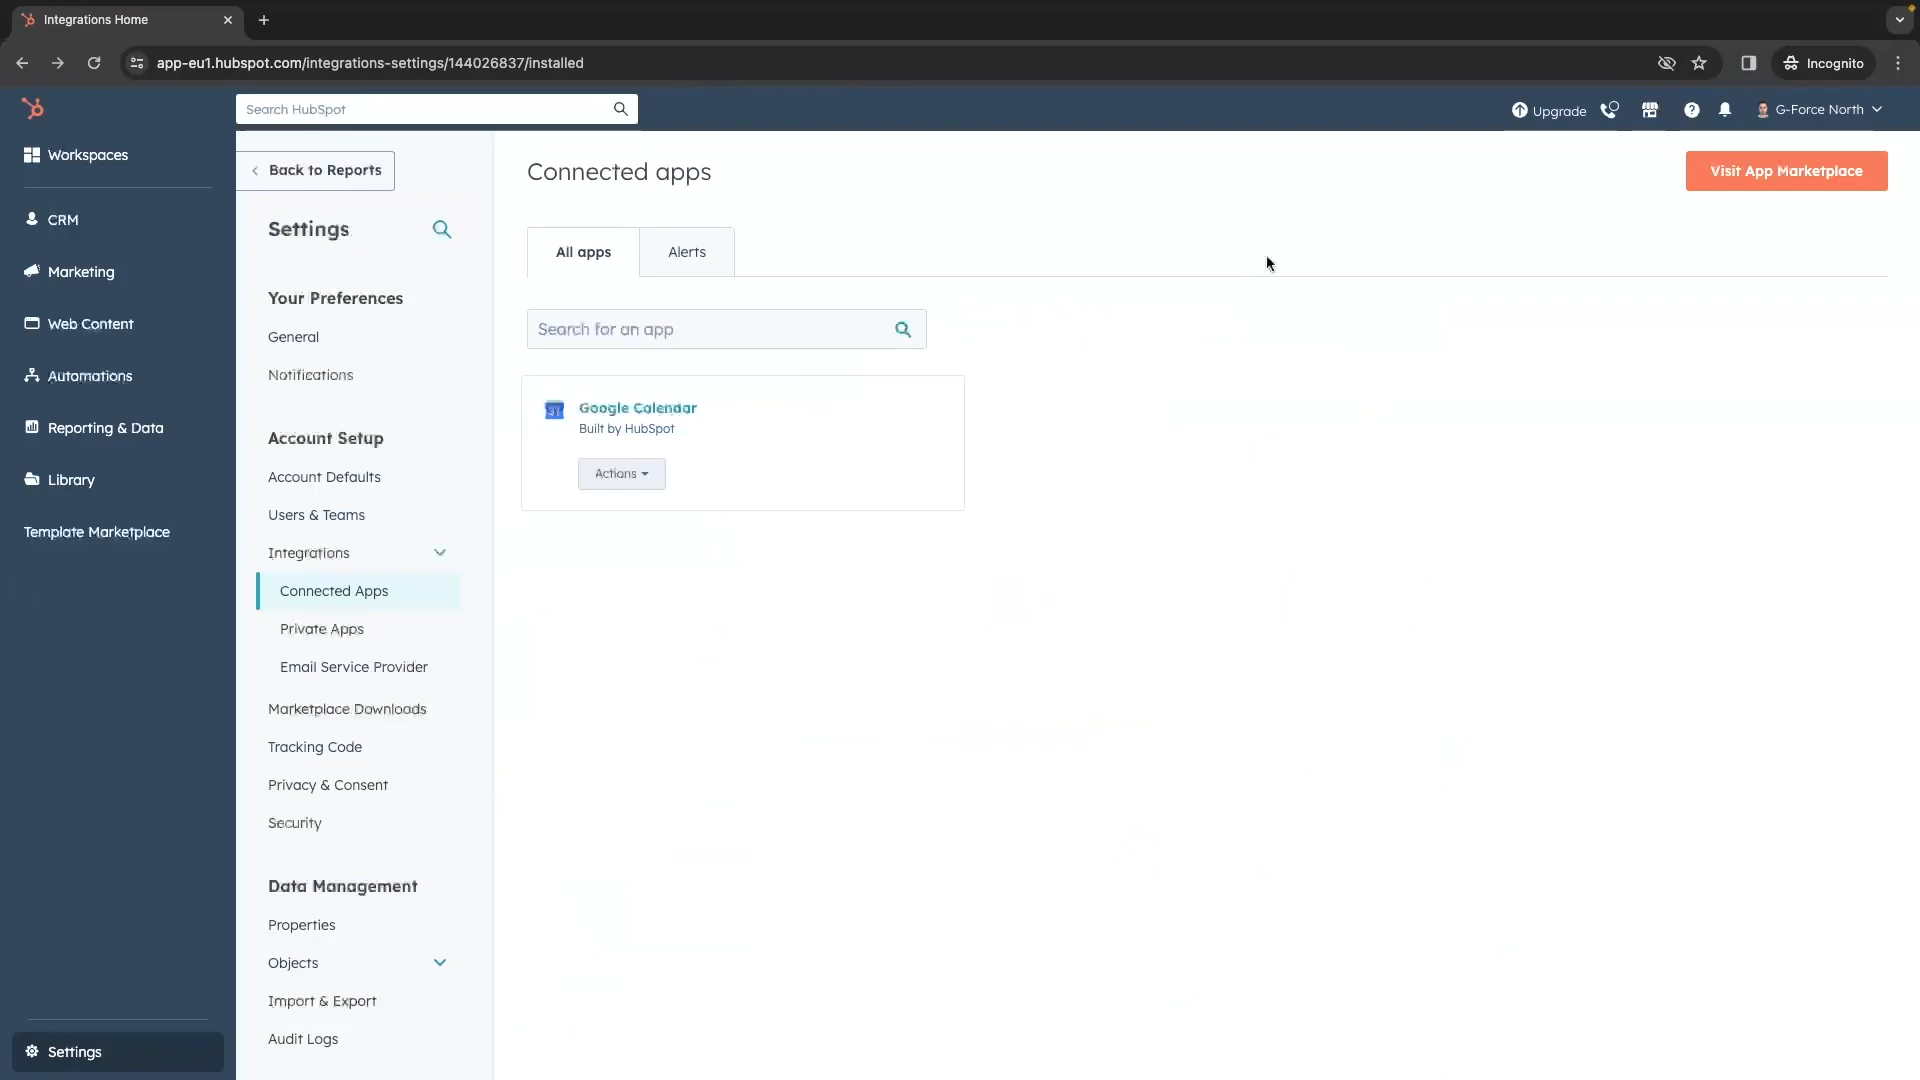 Integrations Home
app-eu1.hubspot.com/integrations-settings/144026837/installed
Incognito
Search HubSpot
Upgrade
G-Force North
Workspaces
CRM
Marketing
Web Content
Automations
Reporting & Data
Library
Template Marketplace
Settings
Back to Reports
Settings
Your Preferences
General
Notifications
Account Setup
Account Defaults
Users & Teams
Integrations
Connected Apps
Private Apps
Email Service Provider
Marketplace Downloads
Tracking Code
Privacy & Consent
Security
Data Management
Properties
Objects
Import & Export
Audit Logs
Connected apps
Visit App Marketplace
All apps
Alerts
Search for an app
31
Google Calendar
Built by HubSpot
Actions